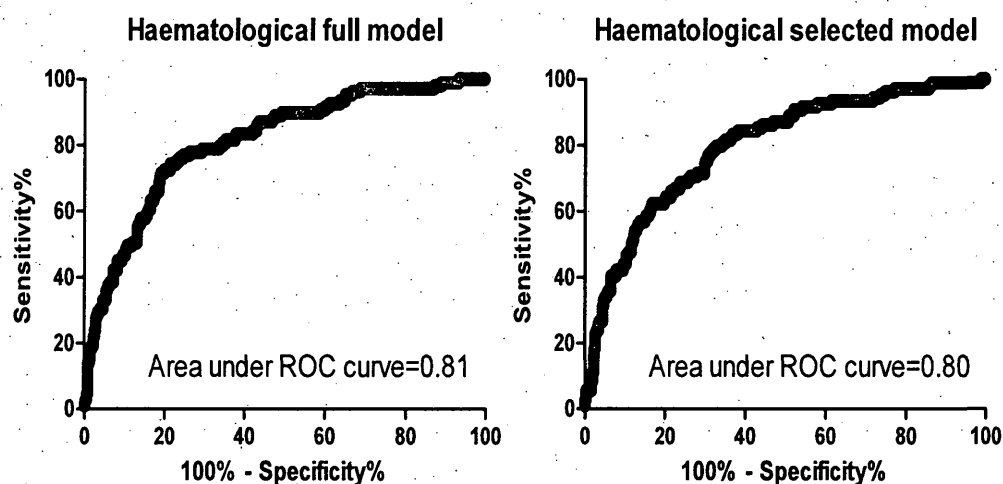 Haematological full model
100
80
60
40
20
0
Sensitivity%
Area under ROC curve=0.81
0 20 40 60 80 100
100% - Specificity%
Haematological selected model
100
80
60
40
20
0
Sensitivity%
Area under ROC curve=0.80
0 20 40 60 80 100
100% - Specificity%